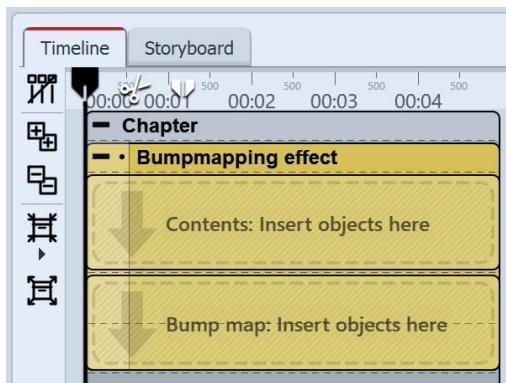 Timeline Storyboard
500 500 500 500 500
00:00 00:01 00:02 00:03 00:04
Chapter
Bumpmapping effect
Contents: Insert objects here
Bump map: Insert objects here